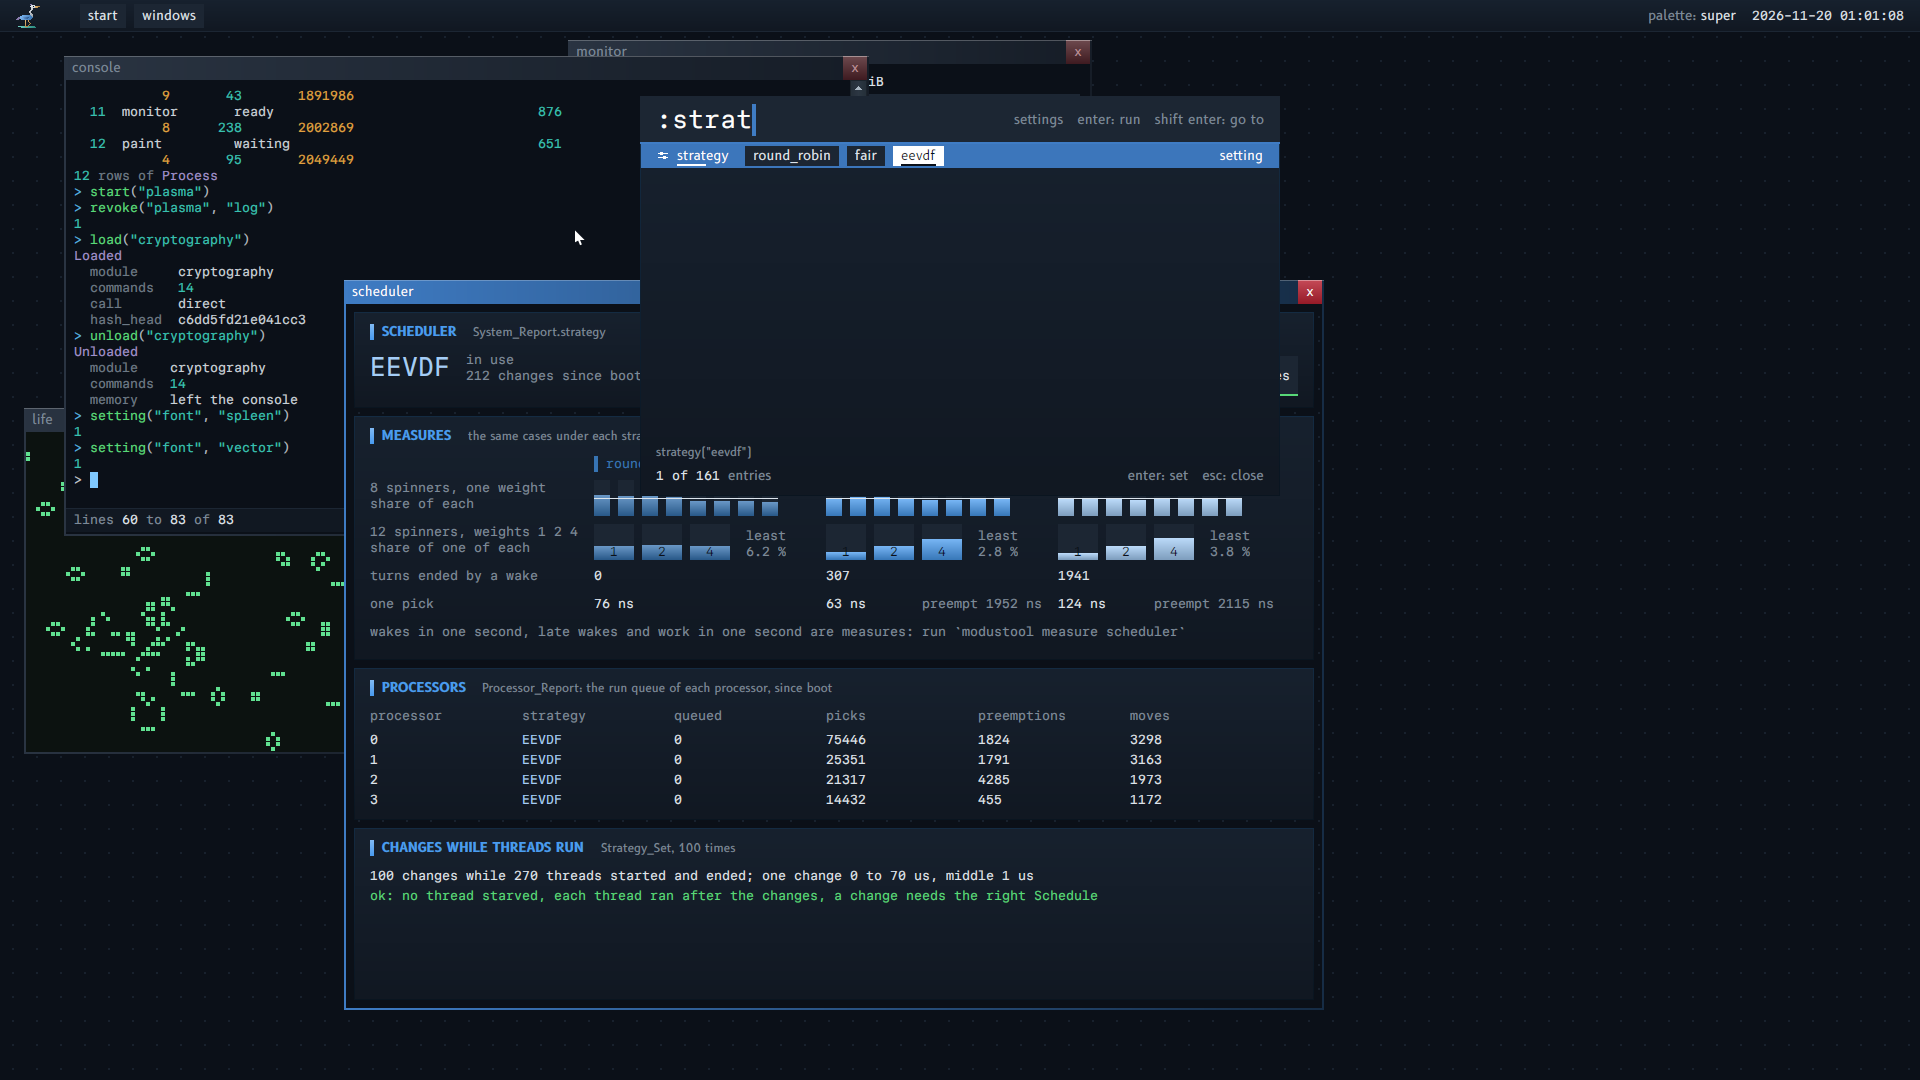 start windows palette: super 2026-11-20 01:01:08
monitor x
console x
iB
9 43 1891986
11 monitor ready 876
8 238 2002869
12 paint waiting 651
4 95 2049449
12 rows of Process
> start("plasma")
> revoke("plasma", "log")
1
> load("cryptography")
Loaded
module cryptography
commands 14
call direct
hash_head c6dd5fd21e041cc3
> unload("cryptography")
Unloaded
module cryptography
commands 14
memory left the console
> setting("font", "spleen")
1
> setting("font", "vector")
1
>
lines 60 to 83 of 83
life
:strat settings enter: run shift enter: go to
strategy round_robin fair eevdf setting
strategy["eevdf"]
1 of 161 entries enter: set esc: close
scheduler x
SCHEDULER System_Report.strategy
EEVDF in use
212 changes since boot
MEASURES the same cases under each stra
roun
8 spinners, one weight
share of each
12 spinners, weights 1 2 4
share of one of each
1 2 4 least 6.2 % 1 2 4 least 2.8 % 1 2 4 least 3.8 %
turns ended by a wake 0 307 1941
one pick 76 ns 63 ns preempt 1952 ns 124 ns preempt 2115 ns
wakes in one second, late wakes and work in one second are measures: run `modustool measure scheduler`
PROCESSORS Processor_Report: the run queue of each processor, since boot
processor strategy queued picks preemptions moves
0 EEVDF 0 75446 1824 3298
1 EEVDF 0 25351 1791 3163
2 EEVDF 0 21317 4285 1973
3 EEVDF 0 14432 455 1172
CHANGES WHILE THREADS RUN Strategy_Set, 100 times
100 changes while 270 threads started and ended; one change 0 to 70 us, middle 1 us
ok: no thread starved, each thread ran after the changes, a change needs the right Schedule